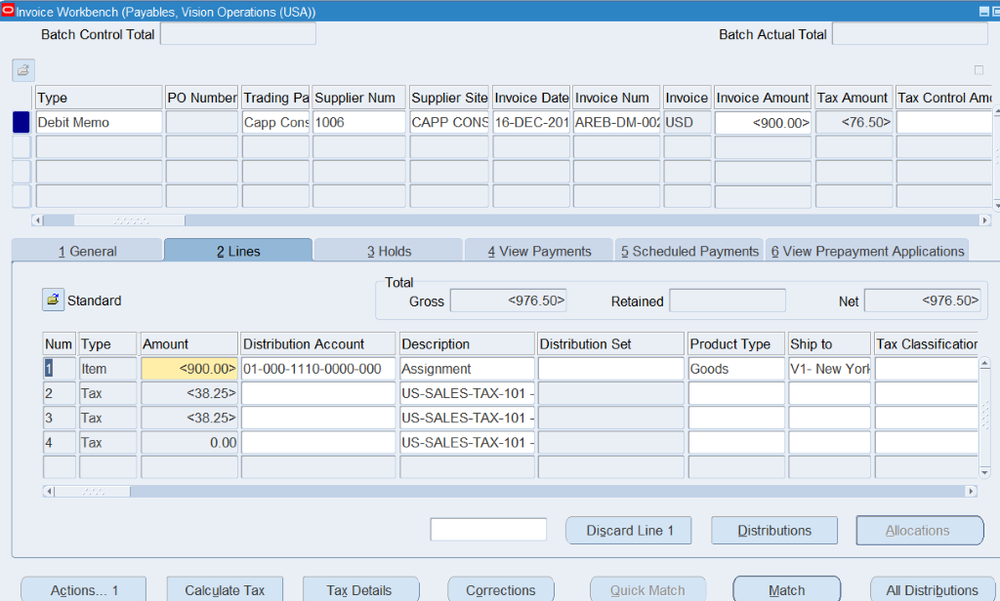 Invoice Workbench (Payables, Vision Operations (USA))
Batch Control Total Batch Actual Total
Type PO Number Trading Pa Supplier Num Supplier Site Invoice Date Invoice Num Invoice Invoice Amount Tax Amount Tax Control Amo
Debit Memo Capp Cons 1006 CAPP CONS 16-DEC-201 AREB-DM-002 USD <900.00> <76.50>
1 General 2 Lines 3 Holds 4 View Payments 5 Scheduled Payments 6 View Prepayment Applications
Total
Standard Gross <976.50> Retained Net <976.50>
Num Type Amount Distribution Account Description Distribution Set Product Type Ship to Tax Classification
1 Item <900.00> 01-000-1110-0000-000 Assignment Goods V1- New York
2 Tax <38.25> US-SALES-TAX-101 -
3 Tax <38.25> US-SALES-TAX-101 -
4 Tax 0.00 US-SALES-TAX-101 -
Discard Line 1 Distributions Allocations
Actions... 1 Calculate Tax Tax Details Corrections Quick Match Match All Distributions